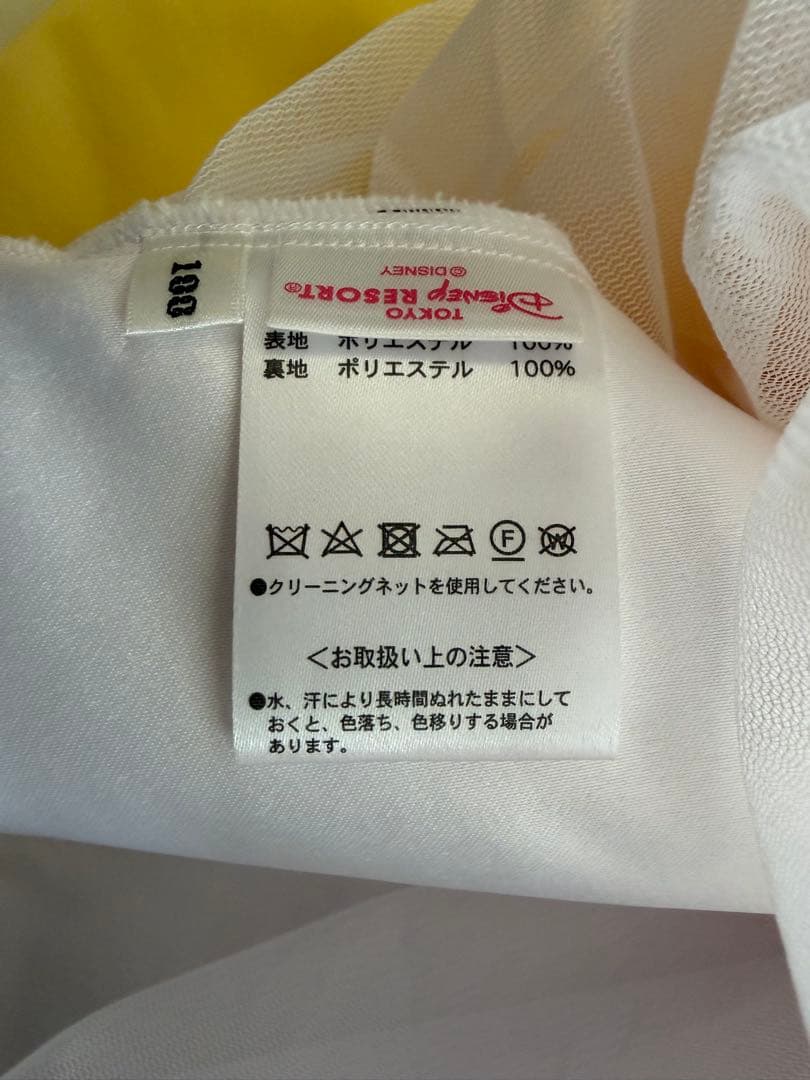 100
© DISNEY
Disney RESORT®
TOKYO
表地 ポリエステル 100%
裏地 ポリエステル 100%
F
W
●クリーニングネットを使用してください。
<お取扱い上の注意>
●水、汗により長時間ぬれたままにして
おくと、色落ち、色移りする場合が
あります。